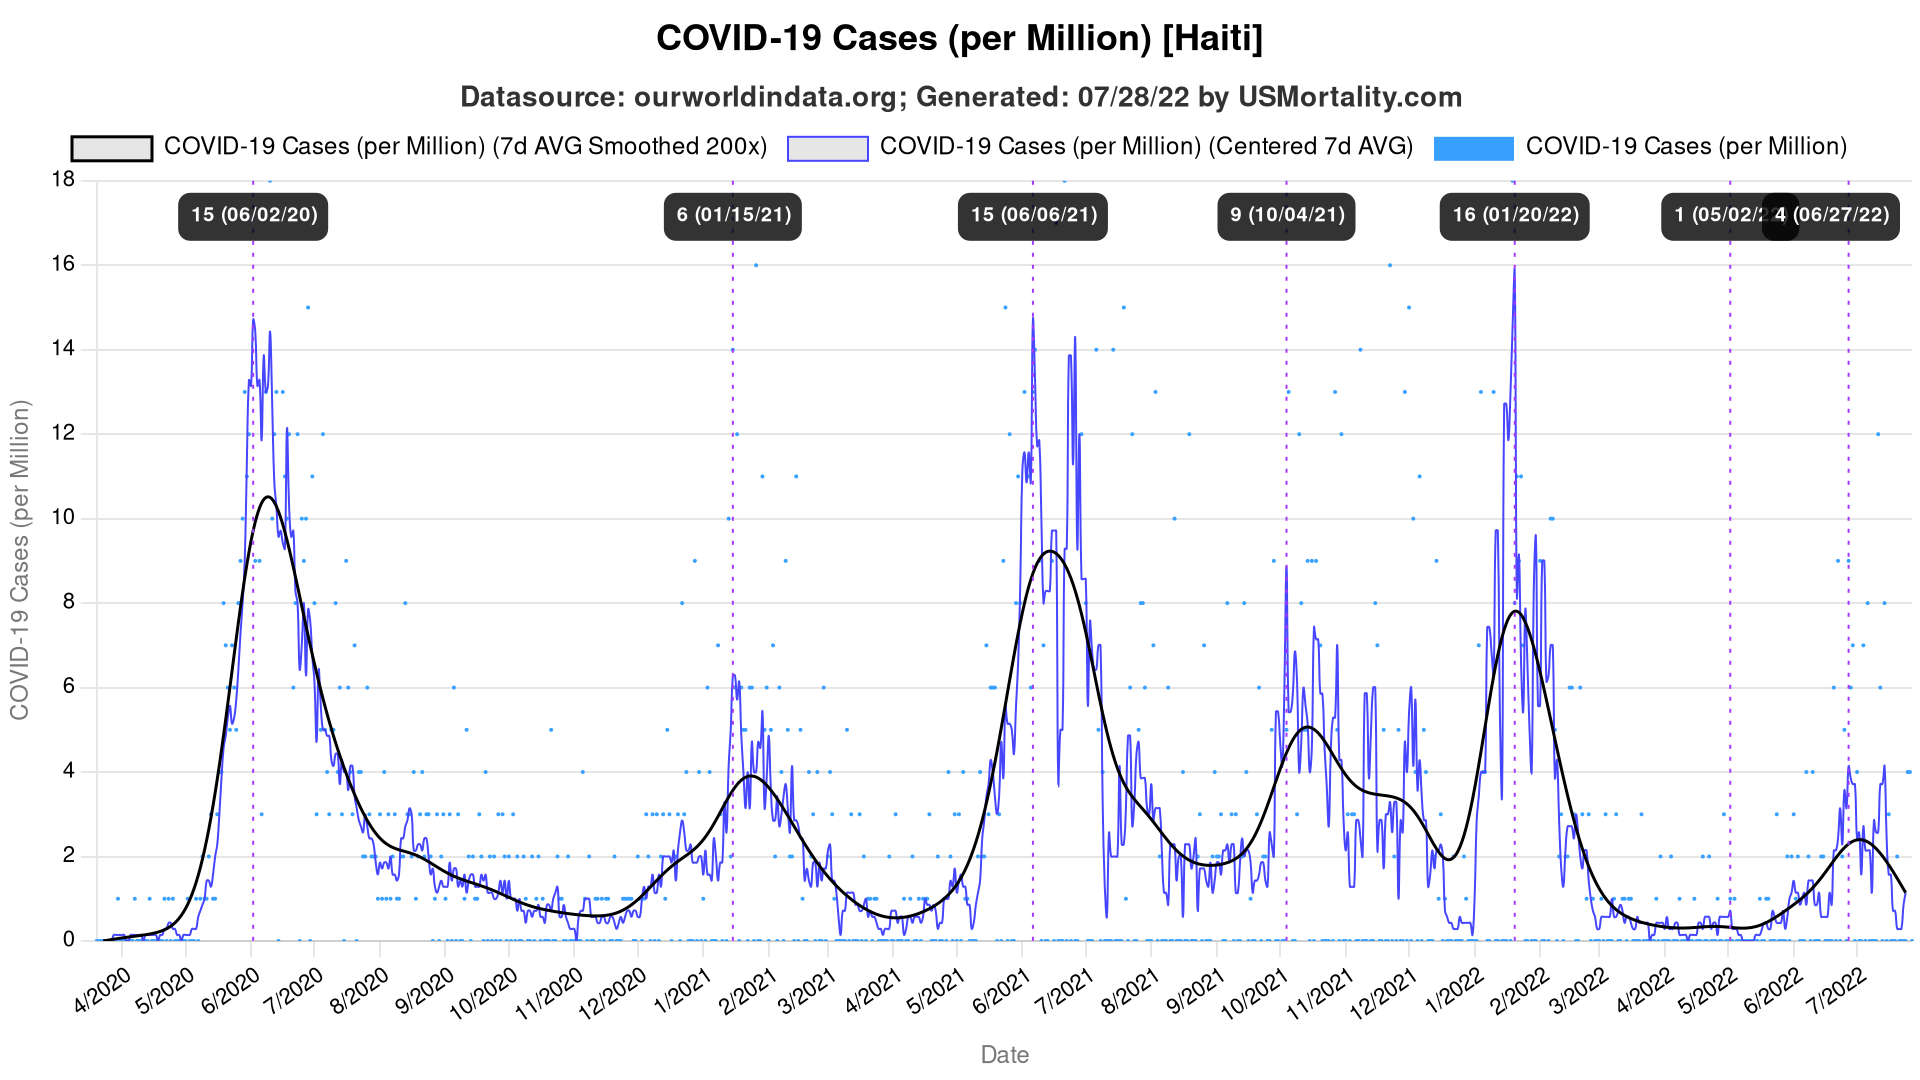 COVID-19 Cases (per Million) [Haiti]
Datasource: ourworldindata.org; Generated: 07/28/22 by USMortality.com
COVID-19 Cases (per Million) (7d AVG Smoothed 200x) COVID-19 Cases (per Million) (Centered 7d AVG) COVID-19 Cases (per Million)
18
15 (06/02/20) 6 (01/15/21) 15 (06/06/21) 9 (10/04/21) 16 (01/20/22) 1 (05/02/22) 4 (06/27/22)
16
14
12
10
8
6
4
2
0
COVID-19 Cases (per Million)
4/2020 5/2020 6/2020 7/2020 8/2020 9/2020 10/2020 11/2020 12/2020 1/2021 2/2021 3/2021 4/2021 5/2021 6/2021 7/2021 8/2021 9/2021 10/2021 11/2021 12/2021 1/2022 2/2022 3/2022 4/2022 5/2022 6/2022 7/2022
Date